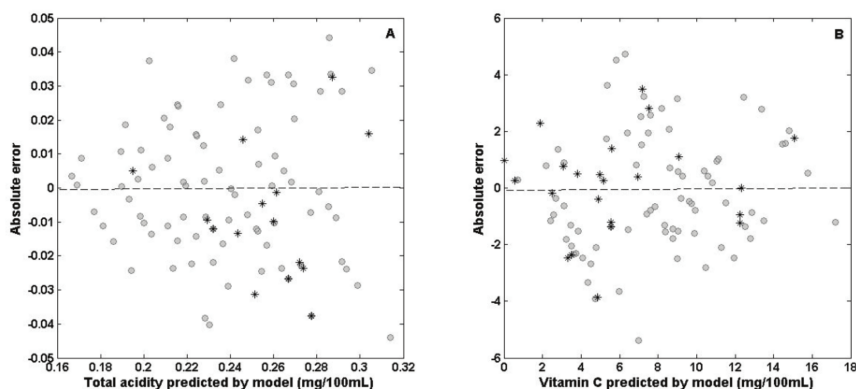 A
Absolute error
0.05
0.04
0.03
0.02
0.01
0
-0.01
-0.02
-0.03
-0.04
-0.05
0.16 0.18 0.2 0.22 0.24 0.26 0.28 0.3 0.32
Total acidity predicted by model (mg/100mL)
B
Absolute error
6
4
2
0
-2
-4
-6
0 2 4 6 8 10 12 14 16 18
Vitamin C predicted by model (mg/100mL)